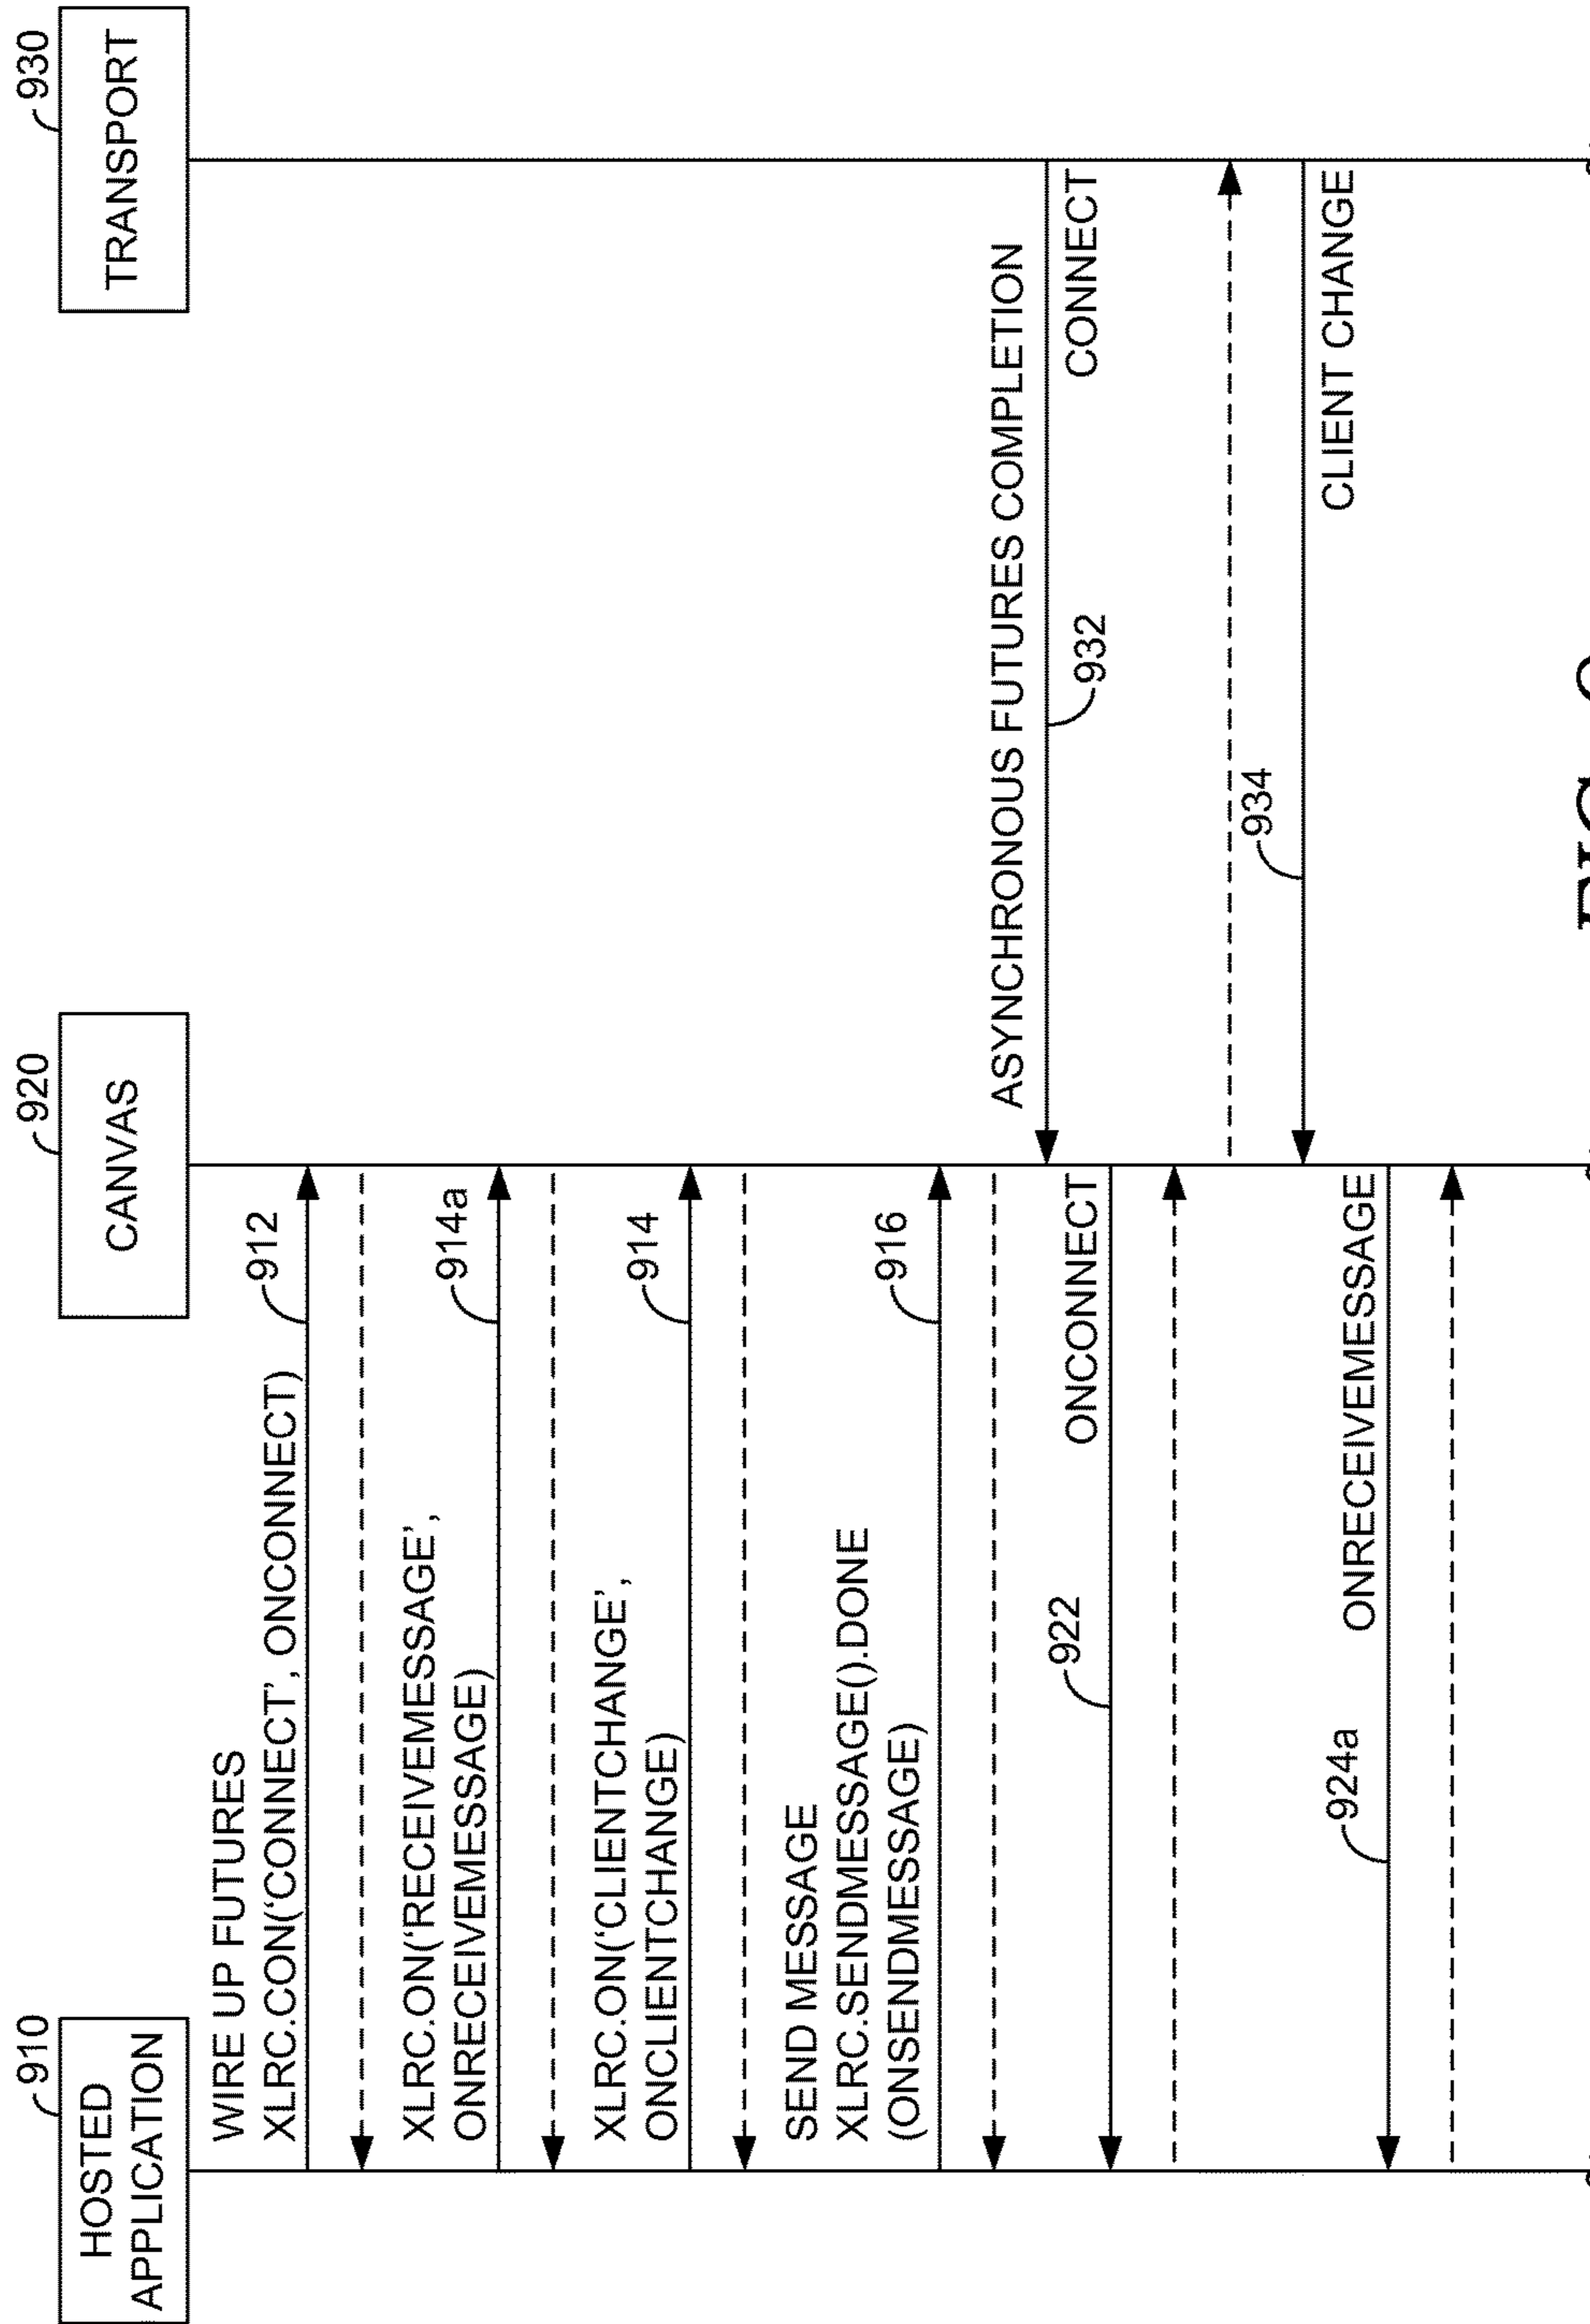 910
HOSTED
APPLICATION
920
CANVAS
930
TRANSPORT
WIRE UP FUTURES
XLRC.CON(‘CONNECT’, ONCONNECT)
912
XLRC.ON(‘RECEIVEMESSAGE’,
ONRECEIVEMESSAGE)
914a
XLRC.ON(‘CLIENTCHANGE’,
ONCLIENTCHANGE)
914
SEND MESSAGE
XLRC.SENDMESSAGE().DONE
(ONSENDMESSAGE)
916
ASYNCHRONOUS FUTURES COMPLETION
932
CONNECT
922
ONCONNECT
934
CLIENT CHANGE
924a
ONRECEIVEMESSAGE